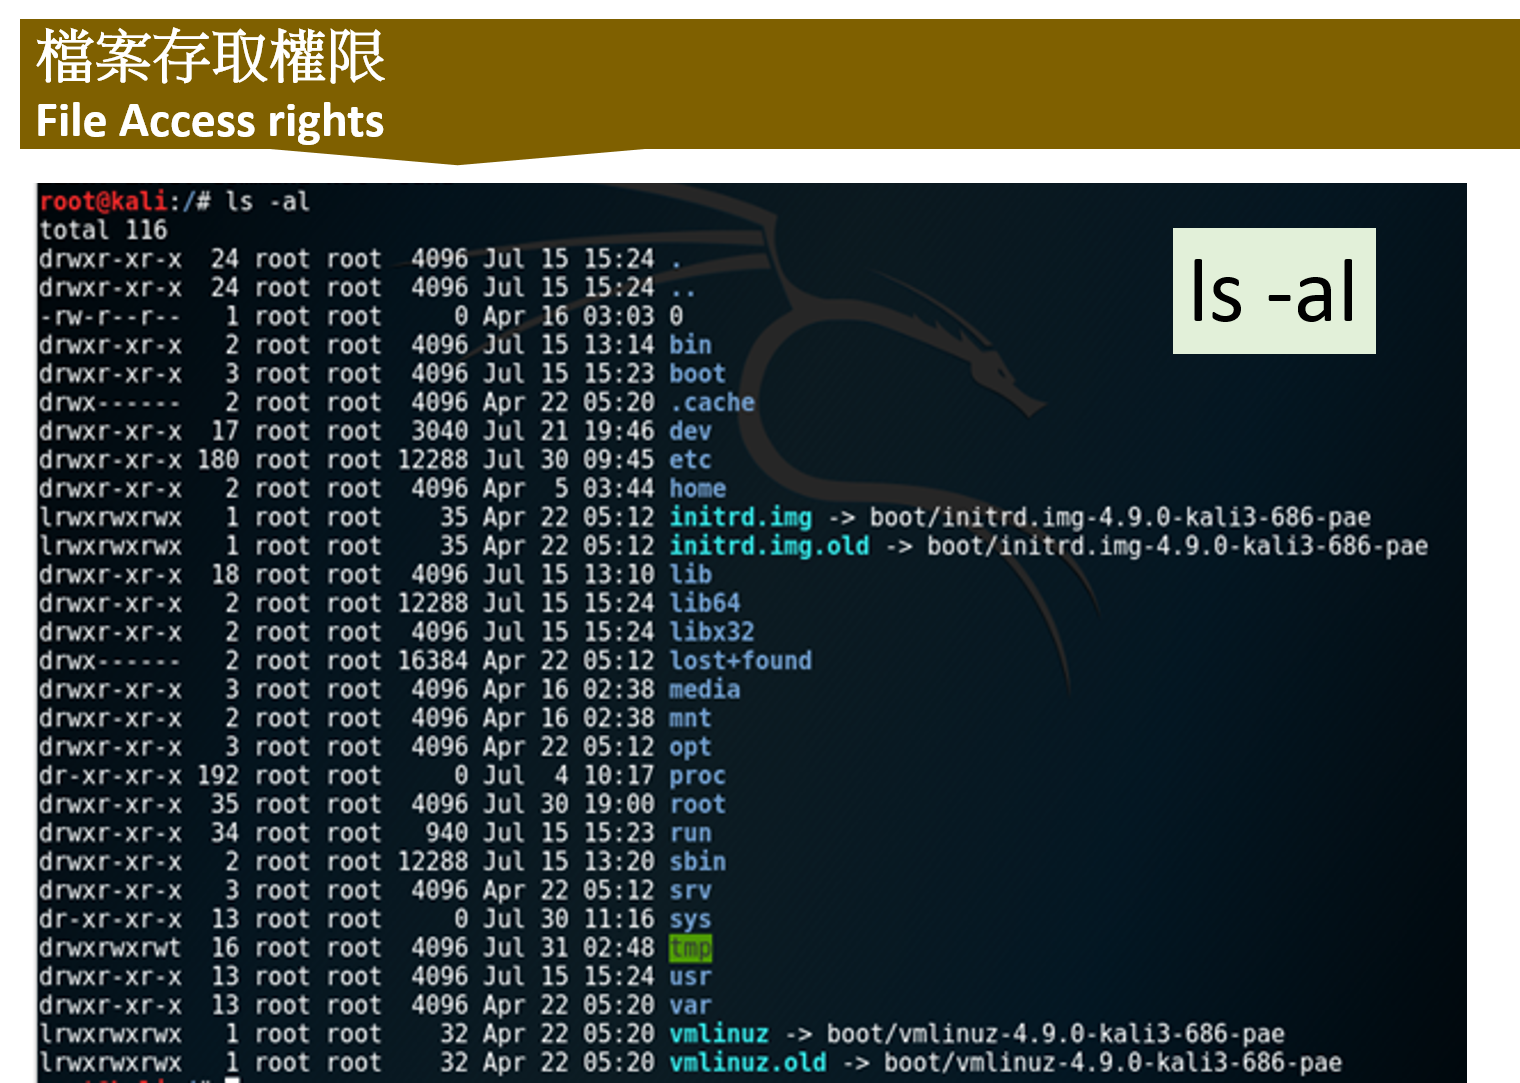 檔案存取權限
File Access rights
root@kali:/# ls -al
total 116
drwxr-xr-x  24 root root  4096 Jul 15 15:24 .
drwxr-xr-x  24 root root  4096 Jul 15 15:24 ..
-rw-r--r--   1 root root     0 Apr 16 03:03 0
drwxr-xr-x   2 root root  4096 Jul 15 13:14 bin
drwxr-xr-x   3 root root  4096 Jul 15 15:23 boot
drwx------   2 root root  4096 Apr 22 05:20 .cache
drwxr-xr-x  17 root root  3040 Jul 21 19:46 dev
drwxr-xr-x 180 root root 12288 Jul 30 09:45 etc
drwxr-xr-x   2 root root  4096 Apr  5 03:44 home
lrwxrwxrwx   1 root root    35 Apr 22 05:12 initrd.img -> boot/initrd.img-4.9.0-kali3-686-pae
lrwxrwxrwx   1 root root    35 Apr 22 05:12 initrd.img.old -> boot/initrd.img-4.9.0-kali3-686-pae
drwxr-xr-x  18 root root  4096 Jul 15 13:10 lib
drwxr-xr-x   2 root root 12288 Jul 15 15:24 lib64
drwxr-xr-x   2 root root  4096 Jul 15 15:24 libx32
drwx------   2 root root 16384 Apr 22 05:12 lost+found
drwxr-xr-x   3 root root  4096 Apr 16 02:38 media
drwxr-xr-x   2 root root  4096 Apr 16 02:38 mnt
drwxr-xr-x   3 root root  4096 Apr 22 05:12 opt
dr-xr-xr-x 192 root root     0 Jul  4 10:17 proc
drwxr-xr-x  35 root root  4096 Jul 30 19:00 root
drwxr-xr-x  34 root root   940 Jul 15 15:23 run
drwxr-xr-x   2 root root 12288 Jul 15 13:20 sbin
drwxr-xr-x   3 root root  4096 Apr 22 05:12 srv
dr-xr-xr-x  13 root root     0 Jul 30 11:16 sys
drwxrwxrwt  16 root root  4096 Jul 31 02:48 tmp
drwxr-xr-x  13 root root  4096 Jul 15 15:24 usr
drwxr-xr-x  13 root root  4096 Apr 22 05:20 var
lrwxrwxrwx   1 root root    32 Apr 22 05:20 vmlinuz -> boot/vmlinuz-4.9.0-kali3-686-pae
lrwxrwxrwx   1 root root    32 Apr 22 05:20 vmlinuz.old -> boot/vmlinuz-4.9.0-kali3-686-pae
ls -al